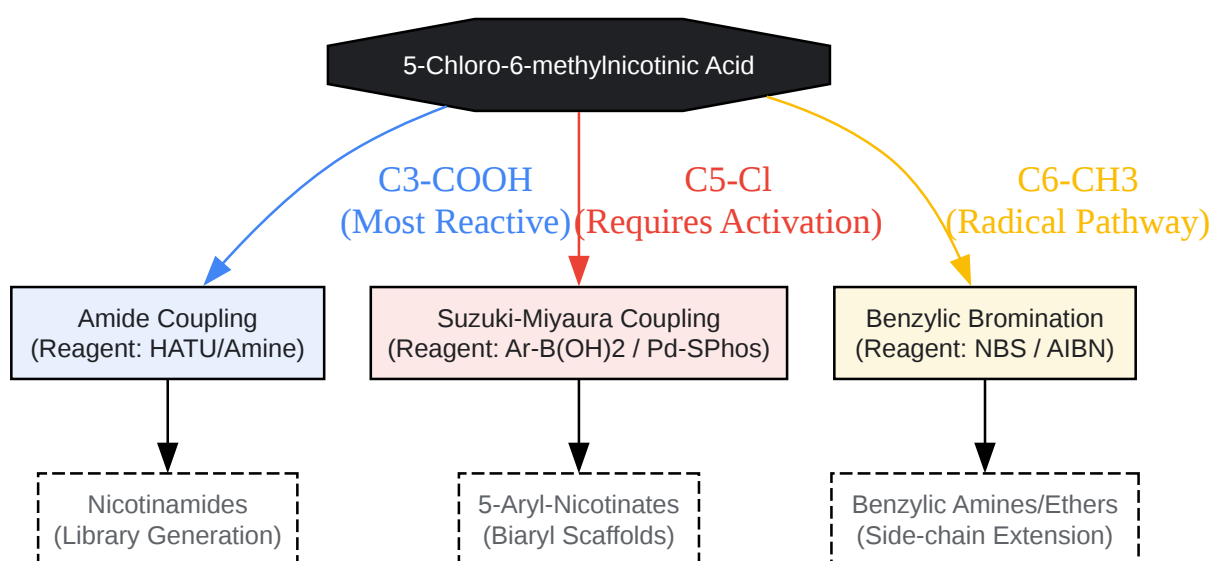 5-Chloro-6-methylnicotinic Acid
C3-COOH
(Most Reactive)
C5-Cl
(Requires Activation)
C6-CH3
(Radical Pathway)
Amide Coupling
(Reagent: HATU/Amine)
Suzuki-Miyaura Coupling
(Reagent: Ar-B(OH)2 / Pd-SPhos)
Benzylic Bromination
(Reagent: NBS / AIBN)
Nicotinamides
(Library Generation)
5-Aryl-Nicotinates
(Biaryl Scaffolds)
Benzylic Amines/Ethers
(Side-chain Extension)